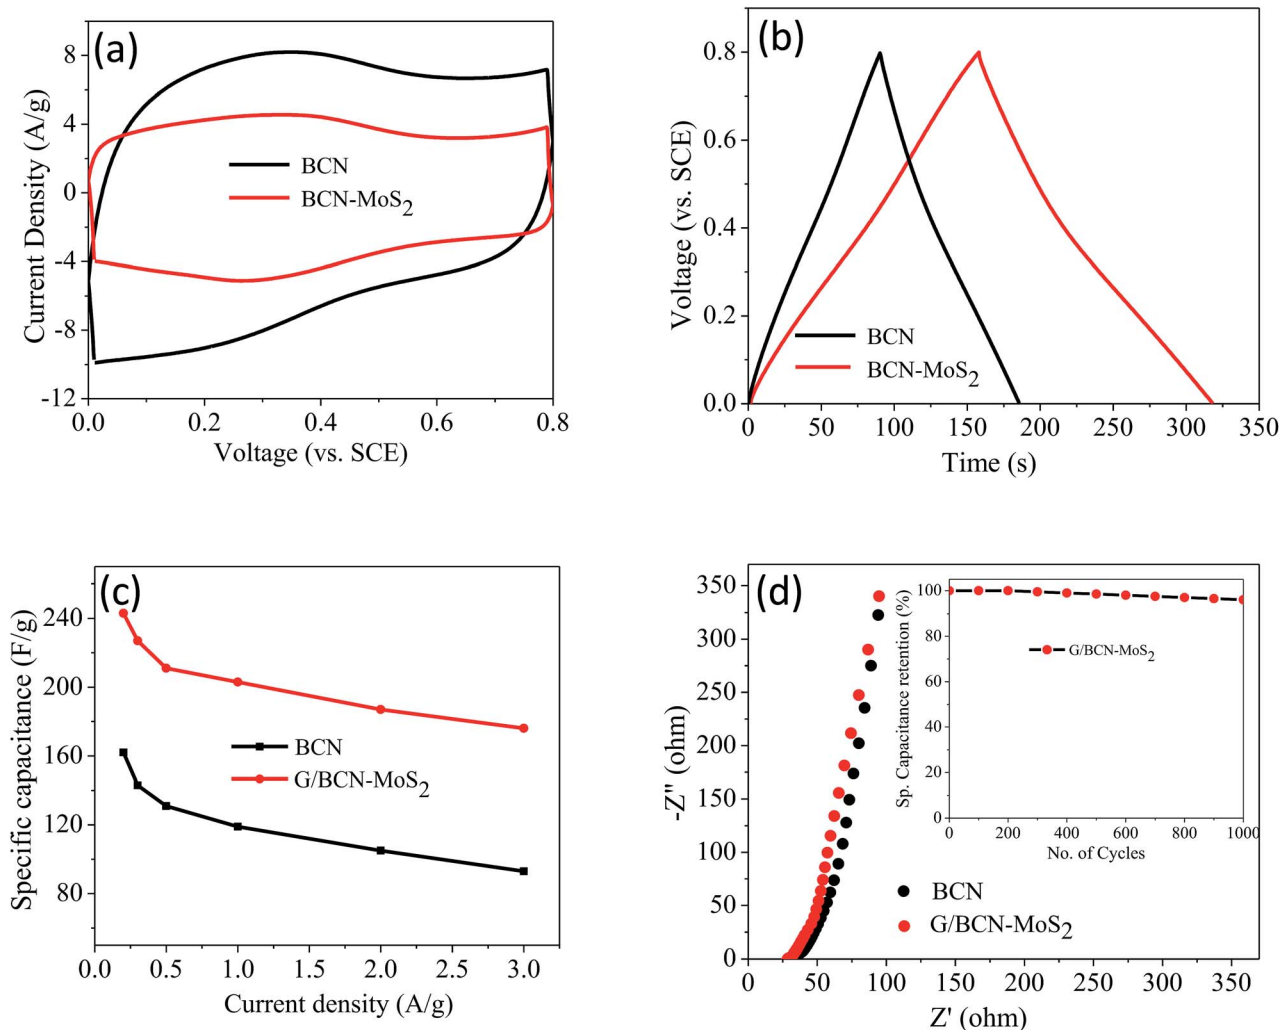 (a)
Current Density (A/g)
8
4
0
-4
-8
-12
BCN
BCN-MoS2
0.0 0.2 0.4 0.6 0.8
Voltage (vs. SCE)
(b)
Voltage (vs. SCE)
0.8
0.6
0.4
0.2
0.0
BCN
BCN-MoS2
0 50 100 150 200 250 300 350
Time (s)
(c)
Specific capacitance (F/g)
240
200
160
120
80
BCN
G/BCN-MoS2
0.0 0.5 1.0 1.5 2.0 2.5 3.0
Current density (A/g)
(d)
-Z" (ohm)
350
300
250
200
150
100
50
0
Sp. Capacitance retention (%)
100
80
60
40
20
0
G/BCN-MoS2
0 200 400 600 800 1000
No. of Cycles
BCN
G/BCN-MoS2
0 50 100 150 200 250 300 350
Z' (ohm)